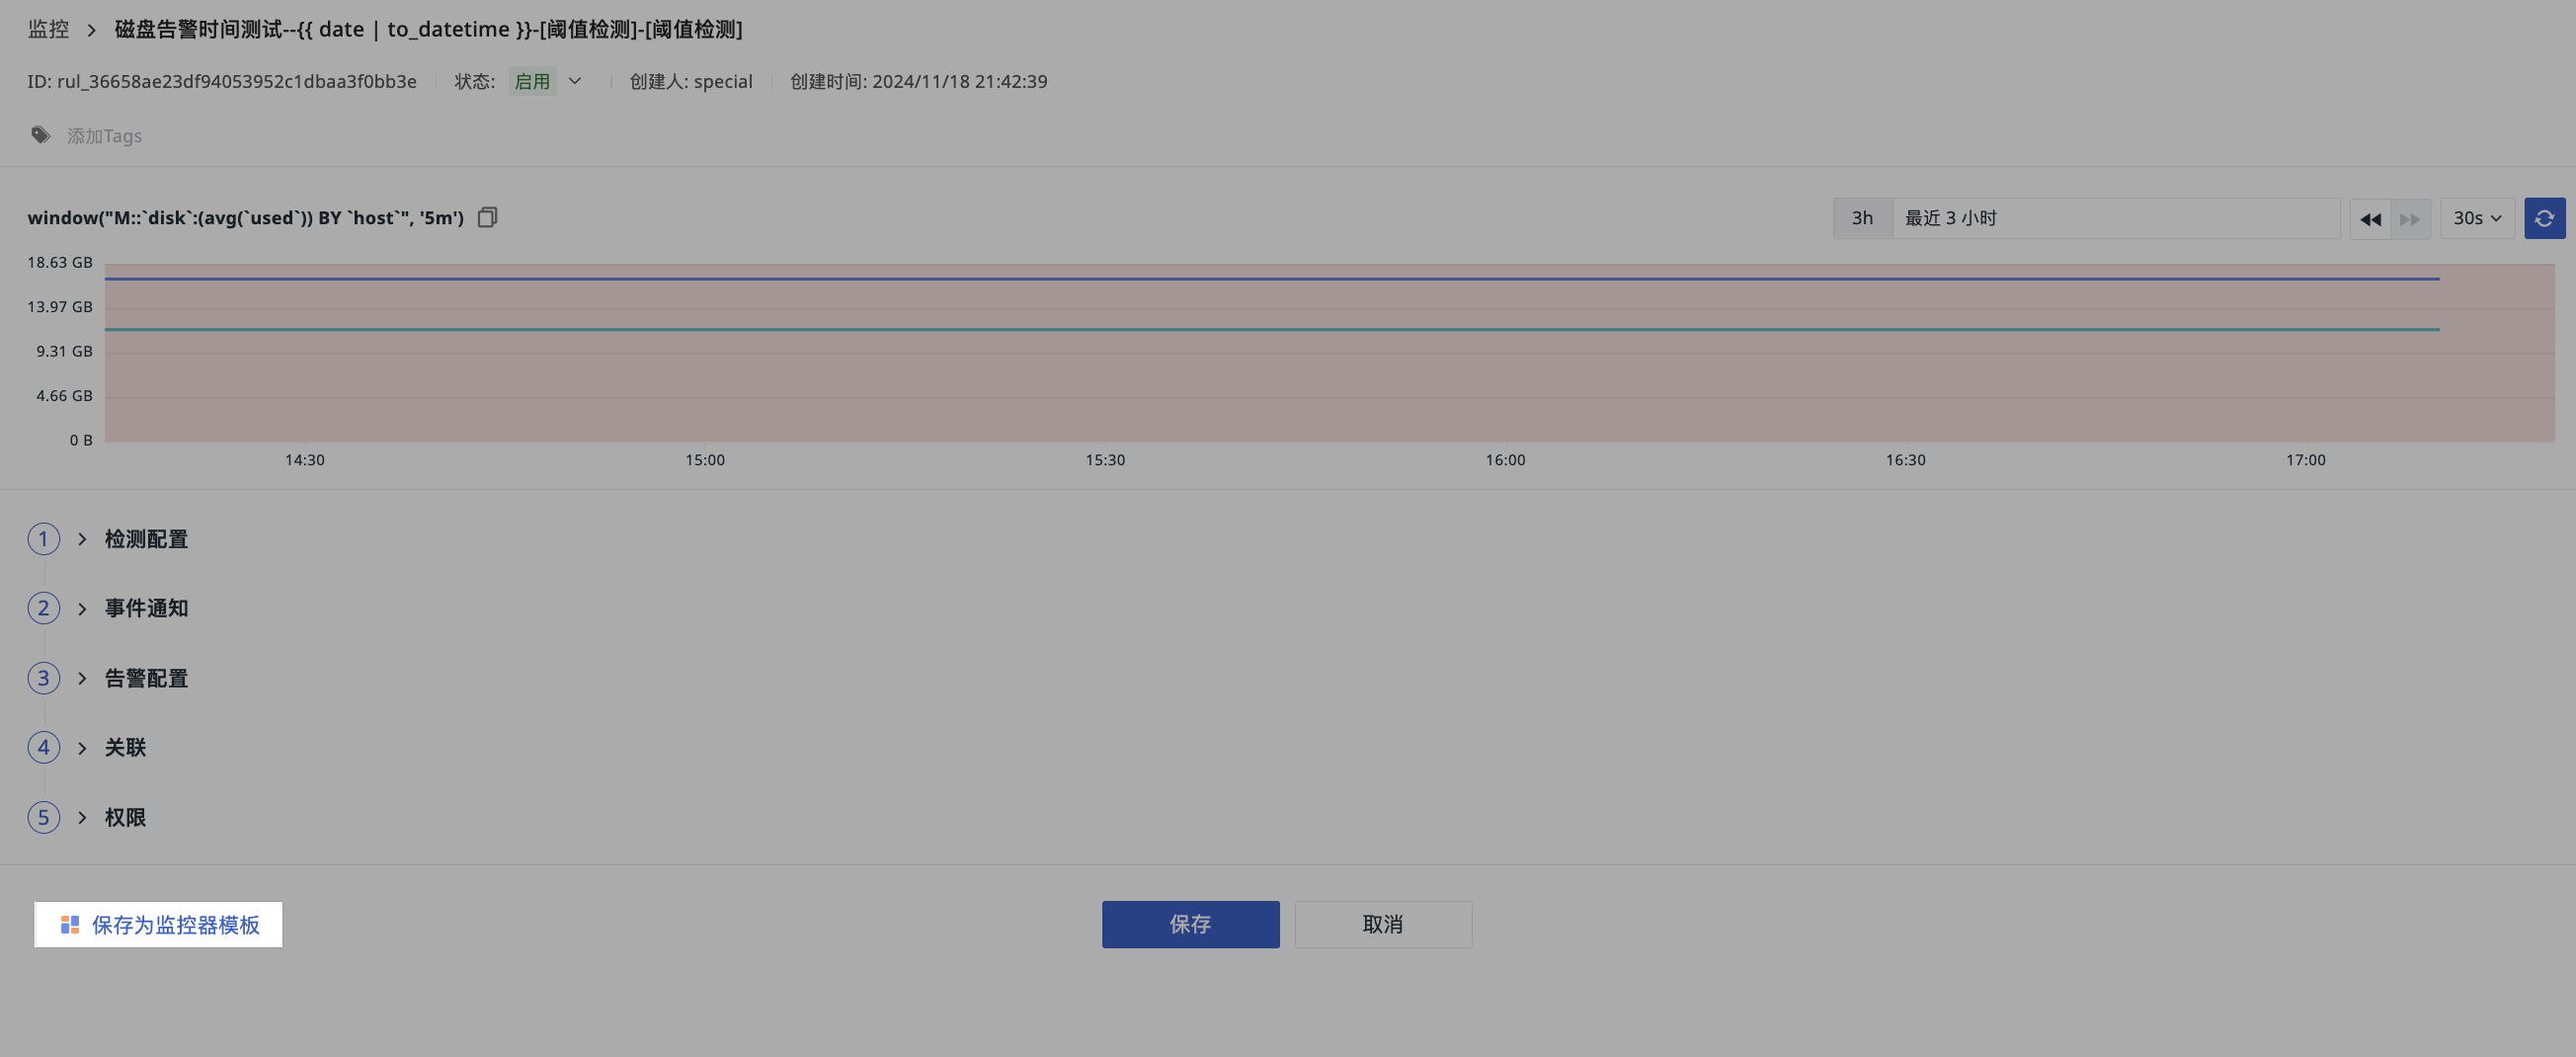 监控 > 磁盘告警时间测试--{{ date | to_datetime }}-[阈值检测]-[阈值检测]
ID: rul_36658ae23df94053952c1dbaa3f0bb3e 状态: 启用 创建人: special 创建时间: 2024/11/18 21:42:39
添加Tags
window("M::`disk`:(avg(`used`)) BY `host`", '5m') 3h 最近 3 小时 30s
18.63 GB
13.97 GB
9.31 GB
4.66 GB
0 B
14:30 15:00 15:30 16:00 16:30 17:00
1 > 检测配置
2 > 事件通知
3 > 告警配置
4 > 关联
5 > 权限
保存为监控器模板 保存 取消